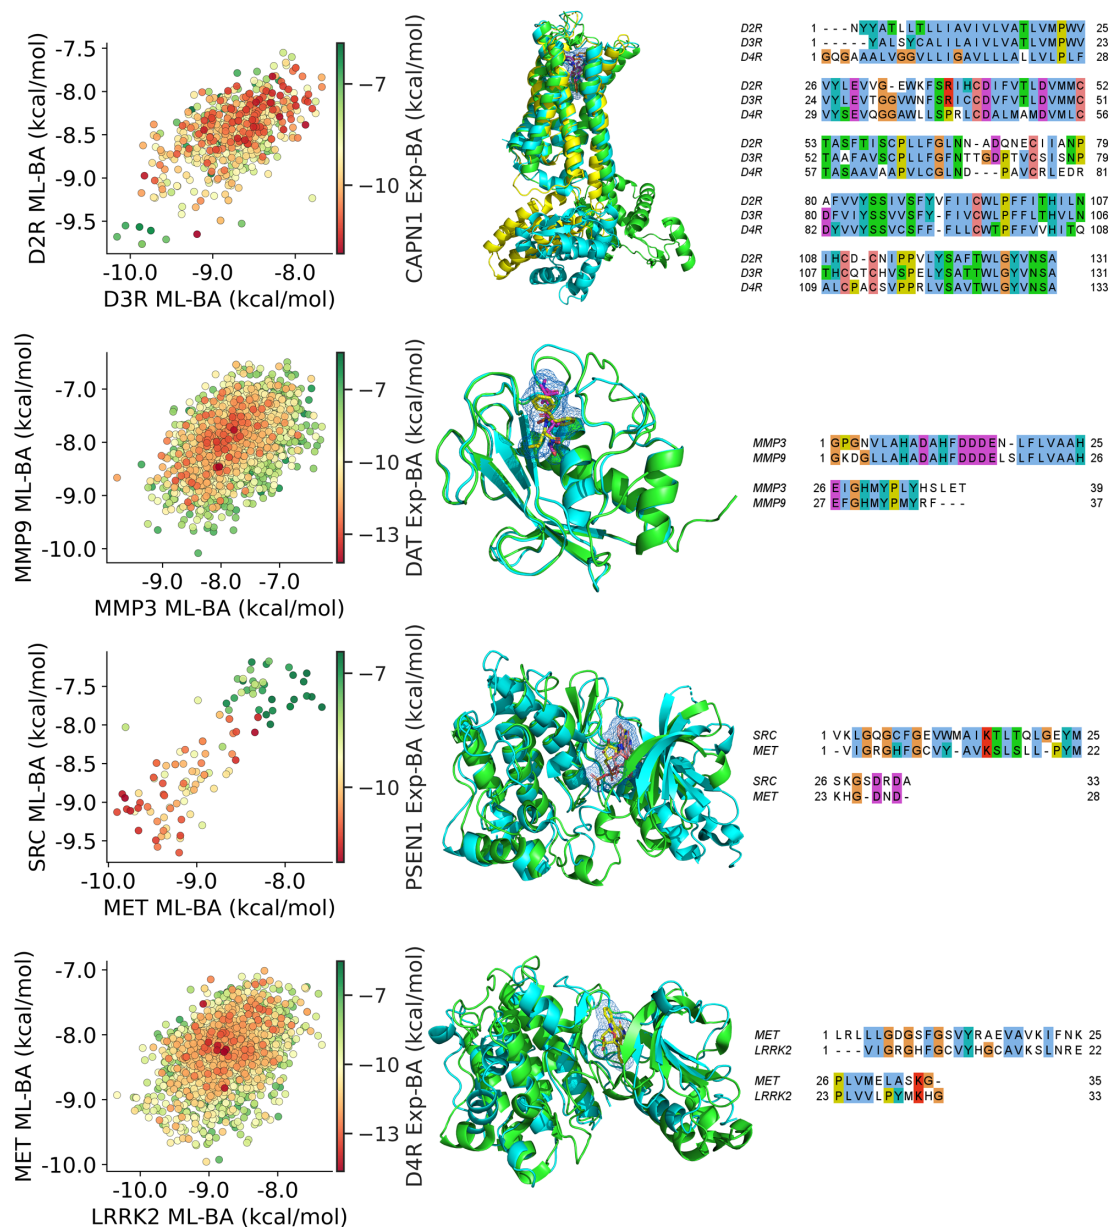 D2R ML-BA (kcal/mol)
-7.5
-8.0
-8.5
-9.0
-9.5
-10.0 -9.0 -8.0
D3R ML-BA (kcal/mol)
−7
−10
−13
CAPN1 Exp-BA (kcal/mol)
D2R 1 ---NYYATLLTLLIAVIVLVATLVMPWV 25
D3R 1 -----YALSYCALILAIVLVATLVMPWV 23
D4R 1 GQGAAALVGGVLLIGAVLLLALLVLPLF 28
D2R 26 VYLEVVG-EWKFSRIHCDIFVTLDVMMC 52
D3R 24 VYLEVTGGVWNFSRICCDIFVTLDVMMC 51
D4R 29 VYSEVQGGAWLLSPRLCDALMAMDVMLC 56
D2R 53 TASFTISCPLLFGLNN-ADQNECIIANP 79
D3R 52 TAAFAVSCPLLFGFNTTGDPTVCSISNP 79
D4R 57 TASAAVAAPVLCGLND---PAVCRLEDR 81
D2R 80 AFVVYSSIVSFYVFIICWLPFFITHILN 107
D3R 80 DFVIYSSVVSFY-FLLCWLPFFLTHVLN 106
D4R 82 DYVVYSSVCSFF-FLLCWTPFFVVHITQ 108
D2R 108 IHCD-CNIPPVLYSAFTWLGYVNSA 131
D3R 107 THCQTCHVSPELYSATTWLGYVNSA 131
D4R 109 ALCPACSVPPRLVSAVTWLGYVNSA 133
MMP9 ML-BA (kcal/mol)
-7.0
-8.0
-9.0
-10.0
-9.0 -8.0 -7.0
MMP3 ML-BA (kcal/mol)
−7
−10
−13
DAT Exp-BA (kcal/mol)
MMP3 1 GPGNVLAHADAHFDDDEN-LFLVAAH 25
MMP9 1 GKDGLLAHADAHFDDDELSLFLVAAH 26
MMP3 26 EIGHMYPLYHSLET 39
MMP9 27 EFGHMYPMYRF--- 37
SRC ML-BA (kcal/mol)
-7.5
-8.0
-8.5
-9.0
-9.5
-10.0 -9.0 -8.0
MET ML-BA (kcal/mol)
−7
−10
−13
PSEN1 Exp-BA (kcal/mol)
SRC 1 VKLGQGCFGEVWMAIKTLTQLGEYM 25
MET 1 -VIGRGHFGCVY-AVKSLSLL-PYM 22
SRC 26 SKGSDRDA 33
MET 23 KHG-DND- 28
MET ML-BA (kcal/mol)
-7.0
-8.0
-9.0
-10.0
-10.0 -9.0 -8.0
LRRK2 ML-BA (kcal/mol)
−7
−10
−13
D4R Exp-BA (kcal/mol)
MET 1 LRLLLGDGSFGSVYRAEVAVKIFNK 25
LRRK2 1 ---VIGRGHFGCVYHGCAVKSLNRE 22
MET 26 PLVMELASKG- 35
LRRK2 23 PLVVLPYMKHG 33